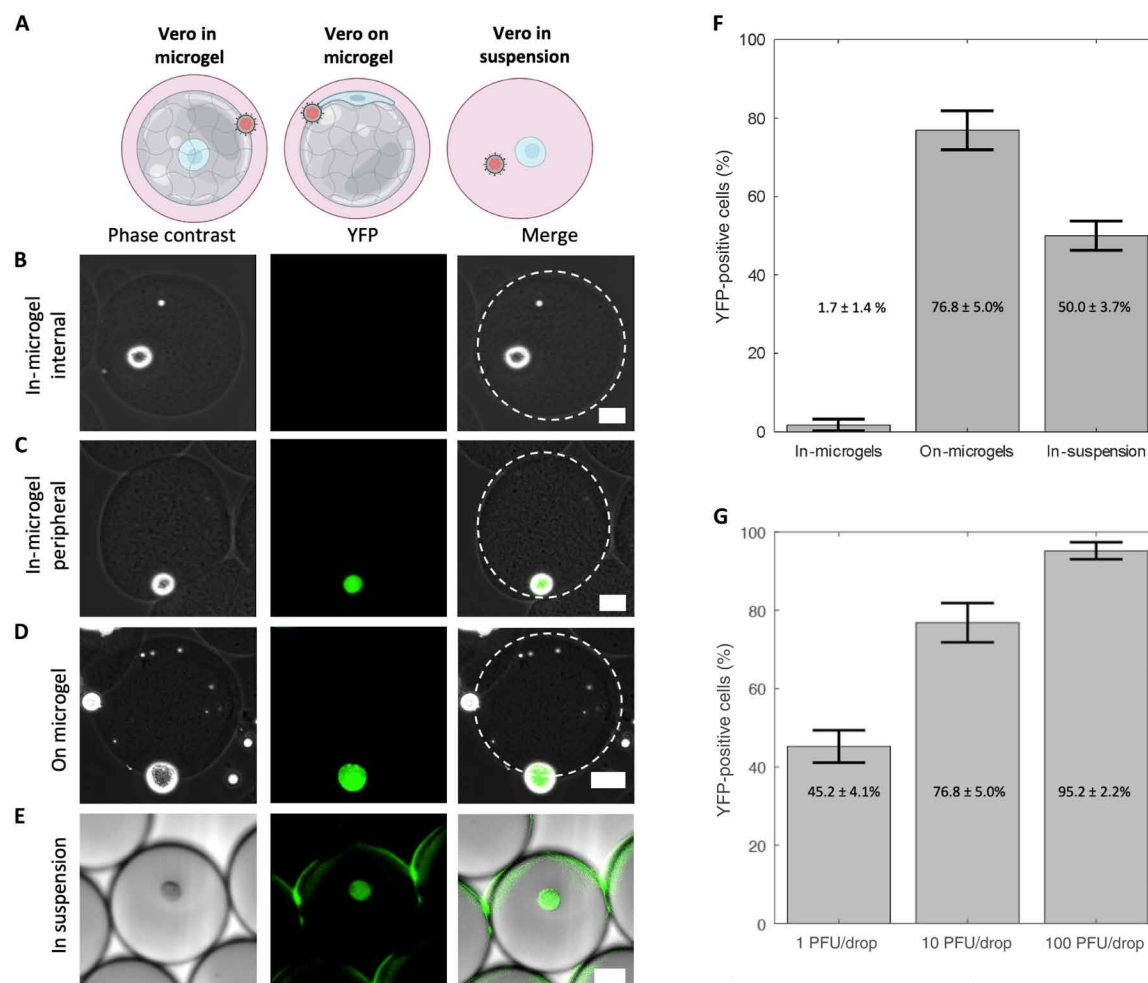 A
Vero in
microgel
Vero on
microgel
Vero in
suspension
Phase contrast
YFP
Merge
B
In-microgel
internal
C
In-microgel
peripheral
D
On microgel
E
In suspension
F
YFP-positive cells (%)
100
80
60
40
20
0
1.7 ± 1.4 %
76.8 ± 5.0%
50.0 ± 3.7%
In-microgels
On-microgels
In-suspension
G
YFP-positive cells (%)
100
80
60
40
20
0
45.2 ± 4.1%
76.8 ± 5.0%
95.2 ± 2.2%
1 PFU/drop
10 PFU/drop
100 PFU/drop